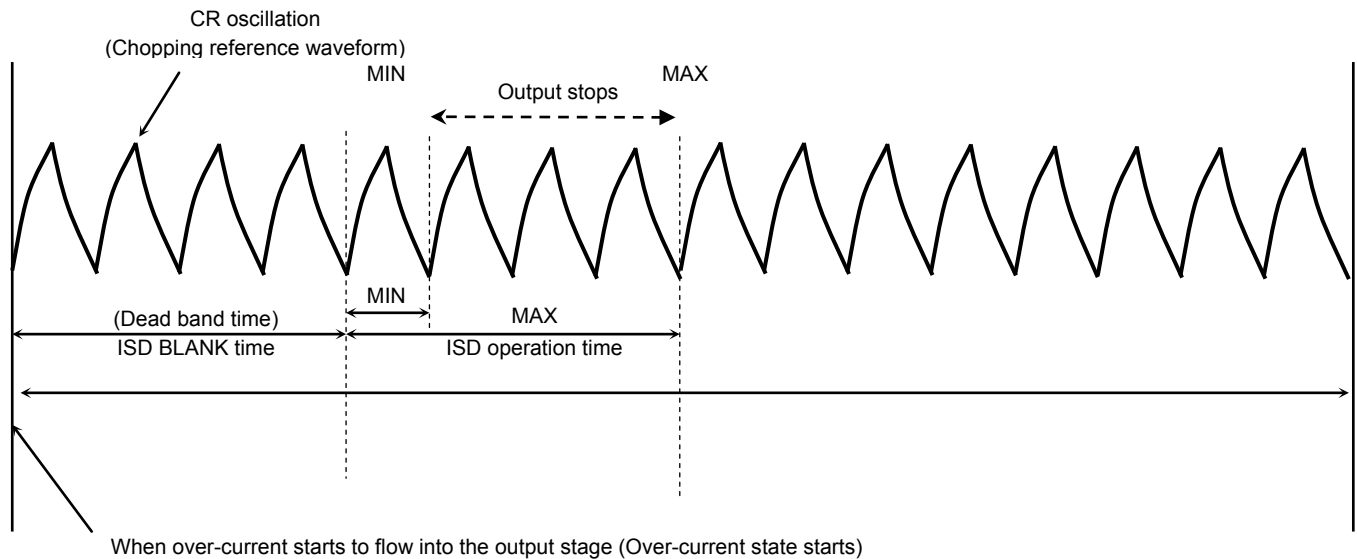 CR oscillation
(Chopping reference waveform)
MIN
MAX
Output stops
MIN
(Dead band time)
MAX
ISD BLANK time
ISD operation time
When over-current starts to flow into the output stage (Over-current state starts)